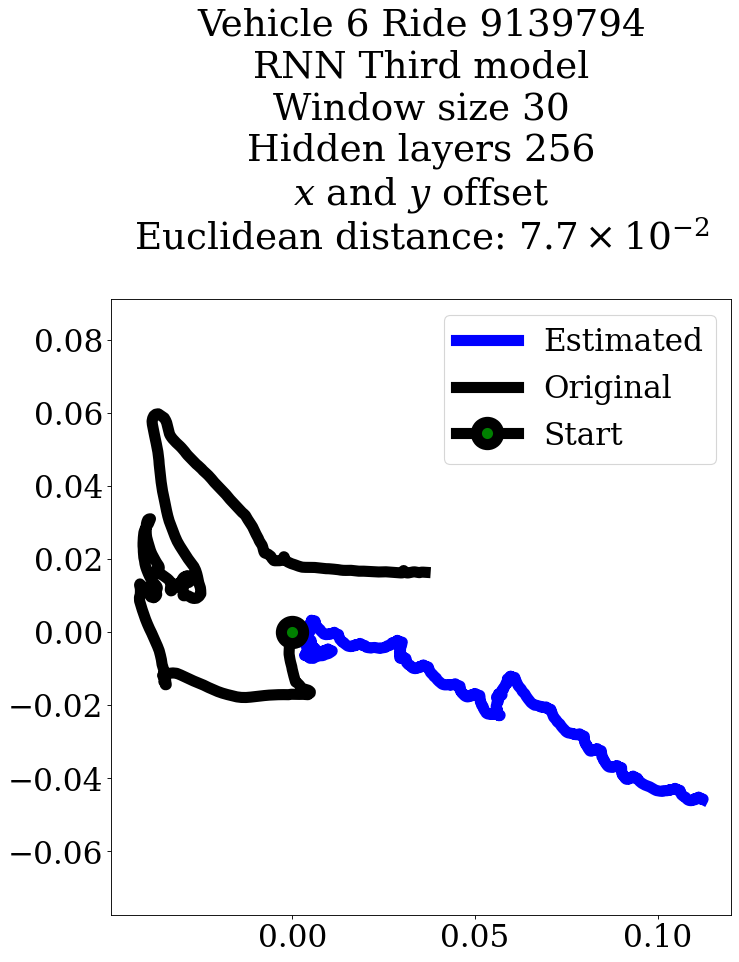 Vehicle 6 Ride 9139794
RNN Third model
Window size 30
Hidden layers 256
x and y offset
Euclidean distance: 7.7 × 10⁻²
Estimated
Original
Start
0.08
0.06
0.04
0.02
0.00
−0.02
−0.04
−0.06
0.00 0.05 0.10